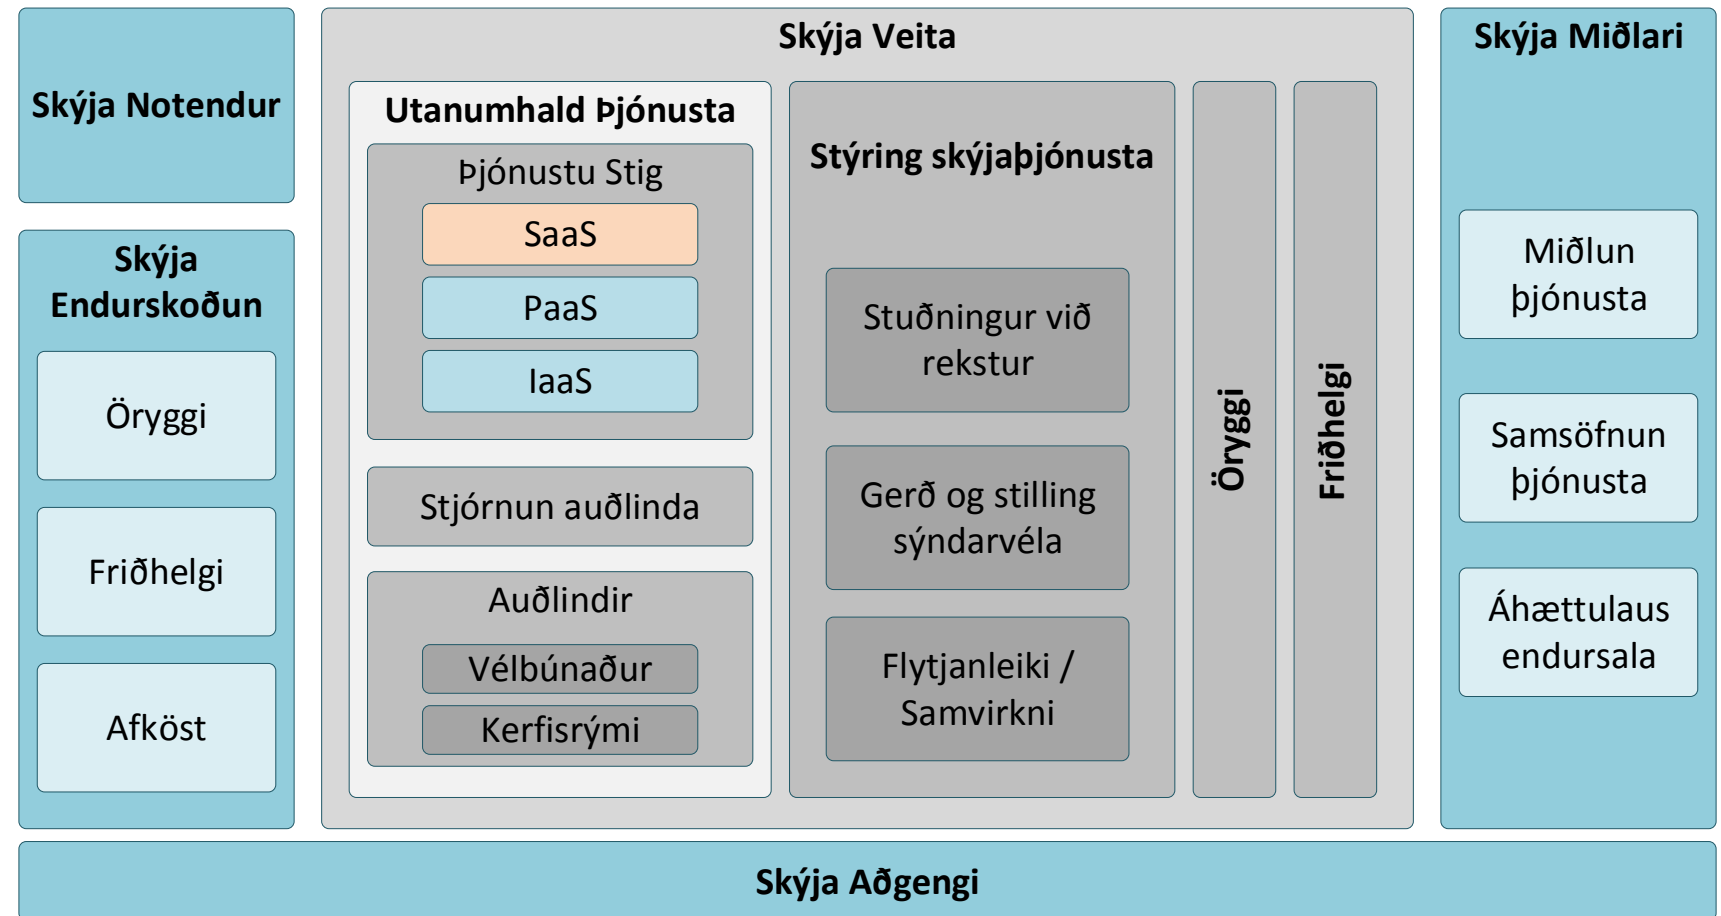 Skýja Notendur
Skýja
Endurskoðun
Öryggi
Friðhelgi
Afköst
Skýja Veita
Utanumhald Þjónusta
Þjónustu Stig
SaaS
PaaS
IaaS
Stjórnun auðlinda
Auðlindir
Vélbúnaður
Kerfisrými
Stýring skýjaþjónusta
Stuðningur við
rekstur
Gerð og stilling
sýndarvéla
Flytjanleiki /
Samvirkni
Öryggi
Friðhelgi
Skýja Miðlari
Miðlun
þjónusta
Samsöfnun
þjónusta
Áhættulaus
endursala
Skýja Aðgengi